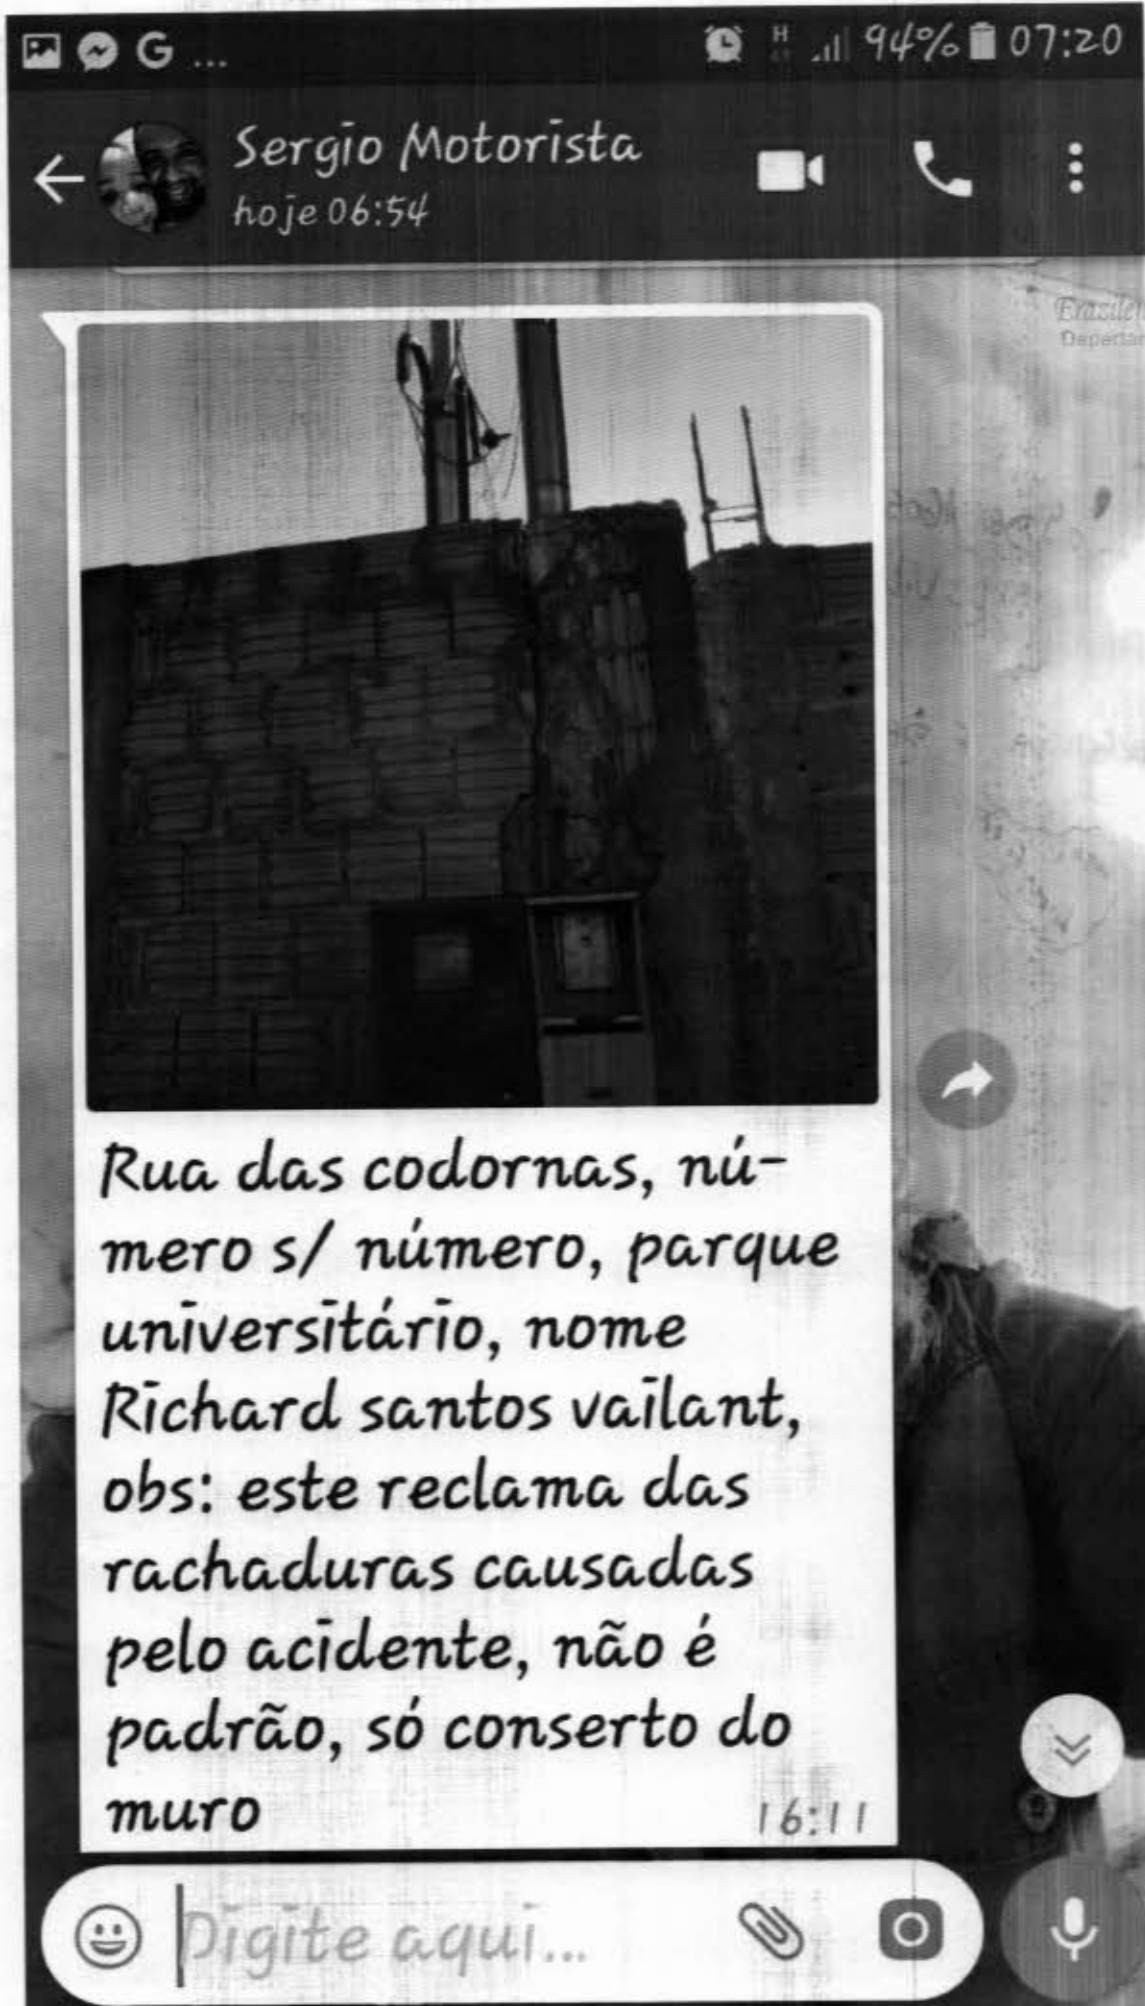 G ... H 94% 07:20
Sergio Motorista
hoje 06:54
Rua das codornas, nú-
mero s/ número, parque
universitário, nome
Richard santos vailant,
obs: este reclama das
rachaduras causadas
pelo acidente, não é
padrão, só conserto do
muro
16:11
Digite aqui...